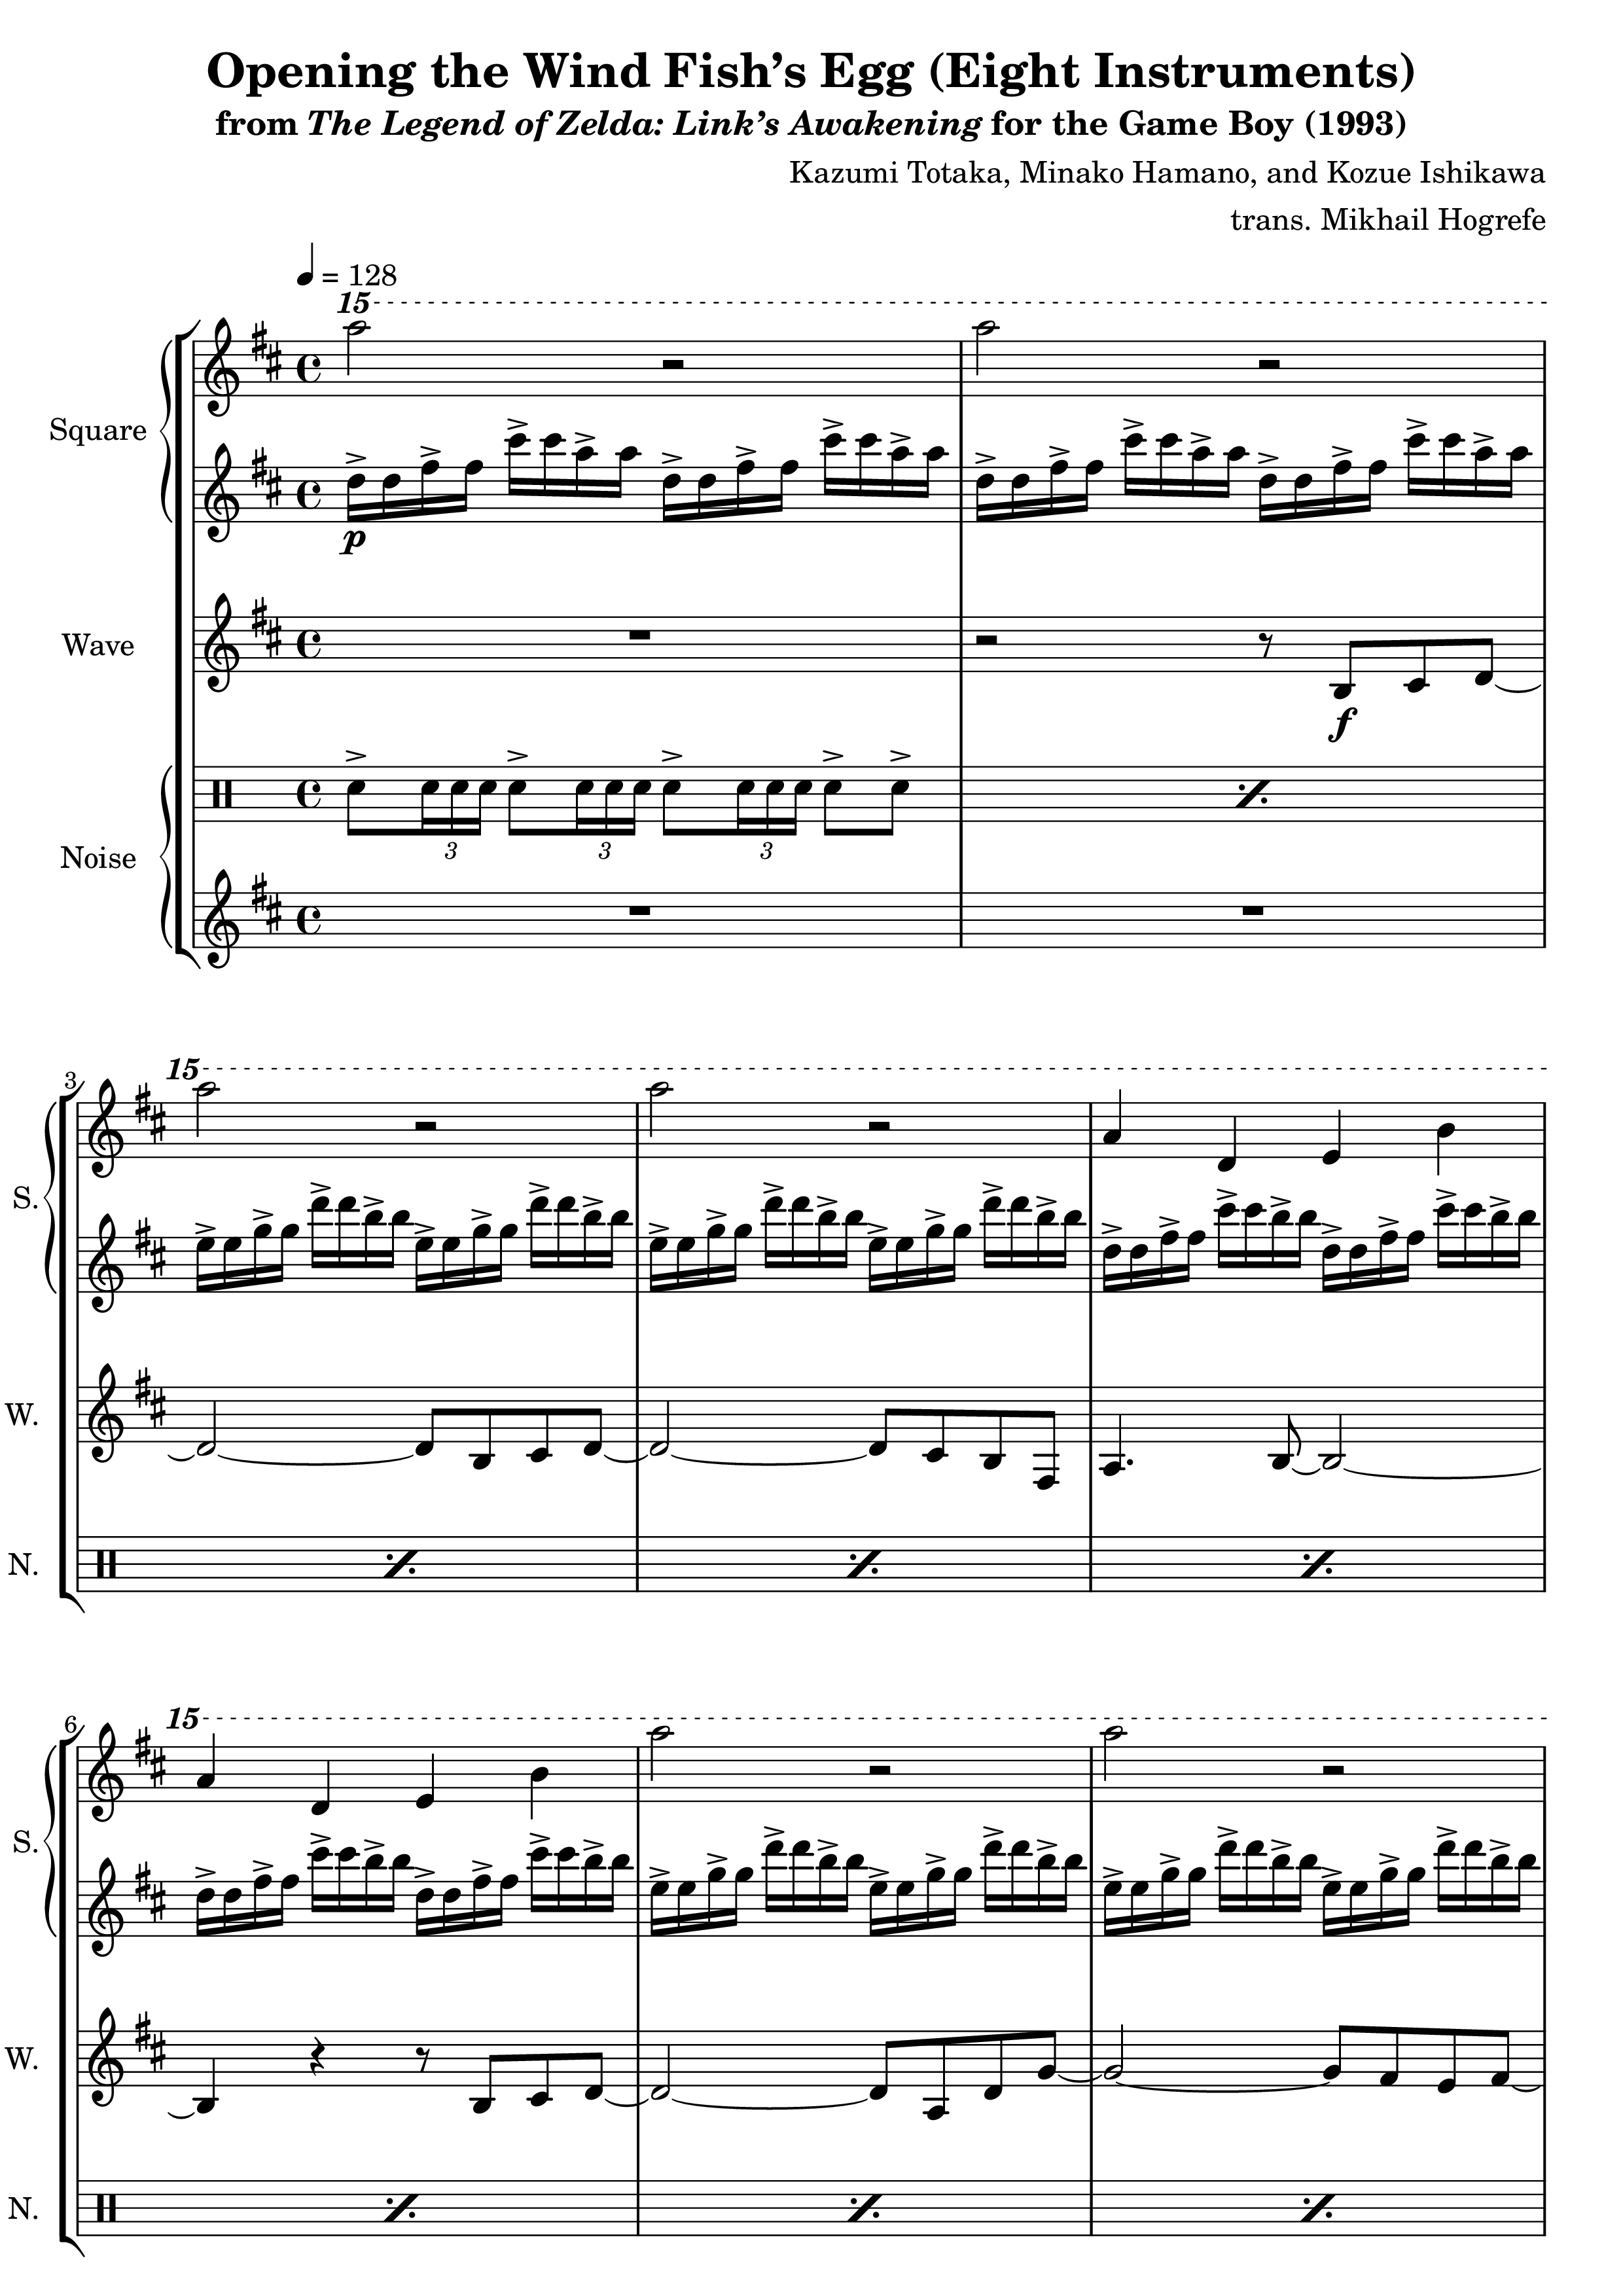 Opening the Wind Fish’s Egg (Eight Instruments)
from The Legend of Zelda: Link’s Awakening for the Game Boy (1993)
Kazumi Totaka, Minako Hamano, and Kozue Ishikawa
trans. Mikhail Hogrefe
= 128
15
Square
p
Wave
f
Noise
3 3 3
3
15
S.
W.
N.
6
15
S.
W.
N.